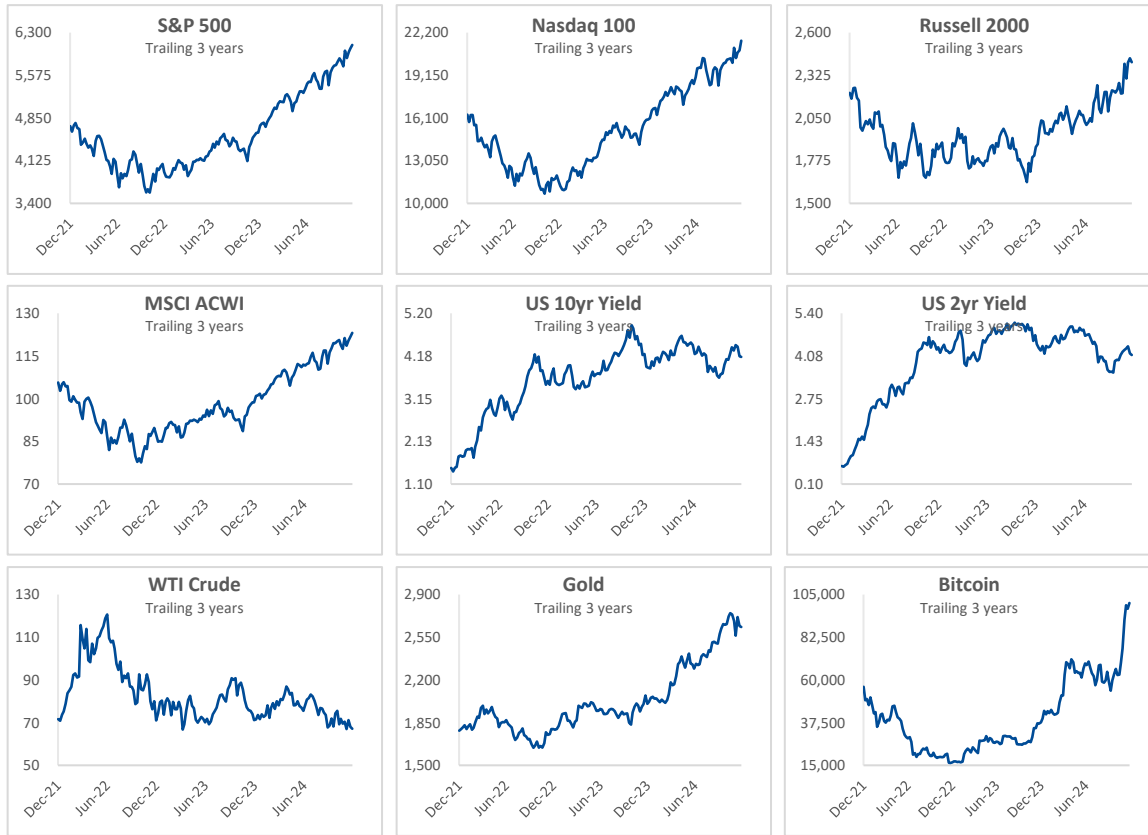 S&P 500
Trailing 3 years
6,300
5,575
4,850
4,125
3,400
Dec-21
Jun-22
Dec-22
Jun-23
Dec-23
Jun-24
Nasdaq 100
Trailing 3 years
22,200
19,150
16,100
13,050
10,000
Dec-21
Jun-22
Dec-22
Jun-23
Dec-23
Jun-24
Russell 2000
Trailing 3 years
2,600
2,325
2,050
1,775
1,500
Dec-21
Jun-22
Dec-22
Jun-23
Dec-23
Jun-24
MSCI ACWI
Trailing 3 years
130
115
100
85
70
Dec-21
Jun-22
Dec-22
Jun-23
Dec-23
Jun-24
US 10yr Yield
Trailing 3 years
5.20
4.18
3.15
2.13
1.10
Dec-21
Jun-22
Dec-22
Jun-23
Dec-23
Jun-24
US 2yr Yield
Trailing 3 years
5.40
4.08
2.75
1.43
0.10
Dec-21
Jun-22
Dec-22
Jun-23
Dec-23
Jun-24
WTI Crude
Trailing 3 years
130
110
90
70
50
Dec-21
Jun-22
Dec-22
Jun-23
Dec-23
Jun-24
Gold
Trailing 3 years
2,900
2,550
2,200
1,850
1,500
Dec-21
Jun-22
Dec-22
Jun-23
Dec-23
Jun-24
Bitcoin
Trailing 3 years
105,000
82,500
60,000
37,500
15,000
Dec-21
Jun-22
Dec-22
Jun-23
Dec-23
Jun-24